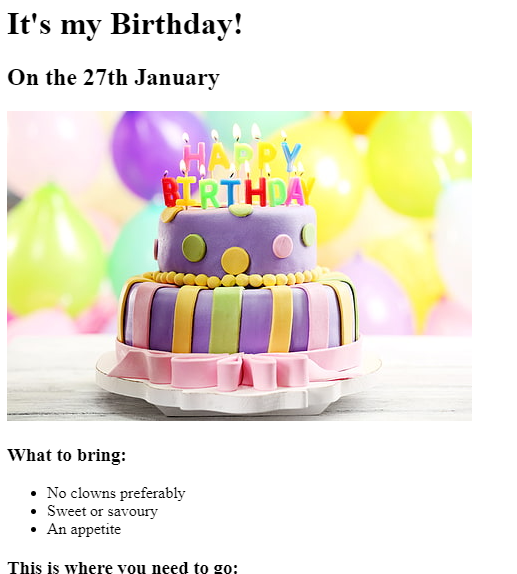 It's my Birthday!
On the 27th January
HAPPY
BIRTHDAY
What to bring:
No clowns preferably
Sweet or savoury
An appetite
This is where you need to go: